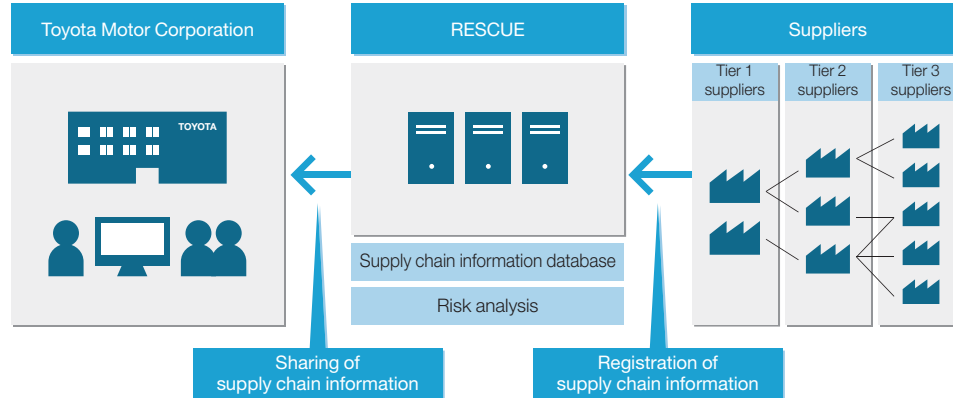 Toyota Motor Corporation
RESCUE
Suppliers
Tier 1
suppliers
Tier 2
suppliers
Tier 3
suppliers
TOYOTA
Supply chain information database
Risk analysis
Sharing of
supply chain information
Registration of
supply chain information